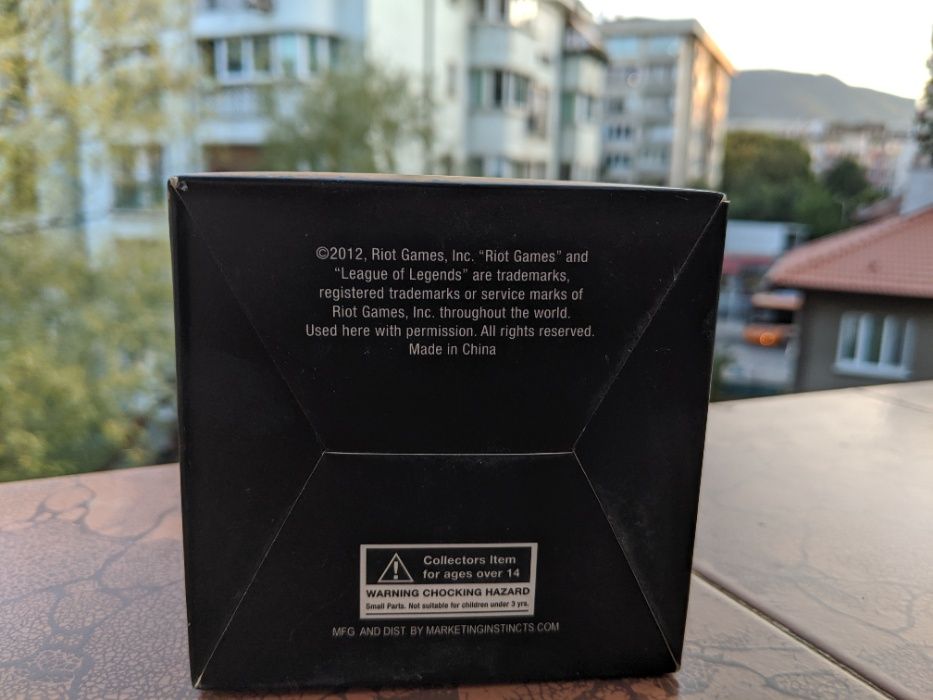 ©2012, Riot Games, Inc. "Riot Games" and
"League of Legends" are trademarks,
registered trademarks or service marks of
Riot Games, Inc. throughout the world.
Used here with permission. All rights reserved.
Made in China
Collectors Item
for ages over 14
WARNING CHOCKING HAZARD
Small Parts. Not suitable for children under 3 yrs.
MFG AND DIST BY MARKETINGINSTINCTS.COM